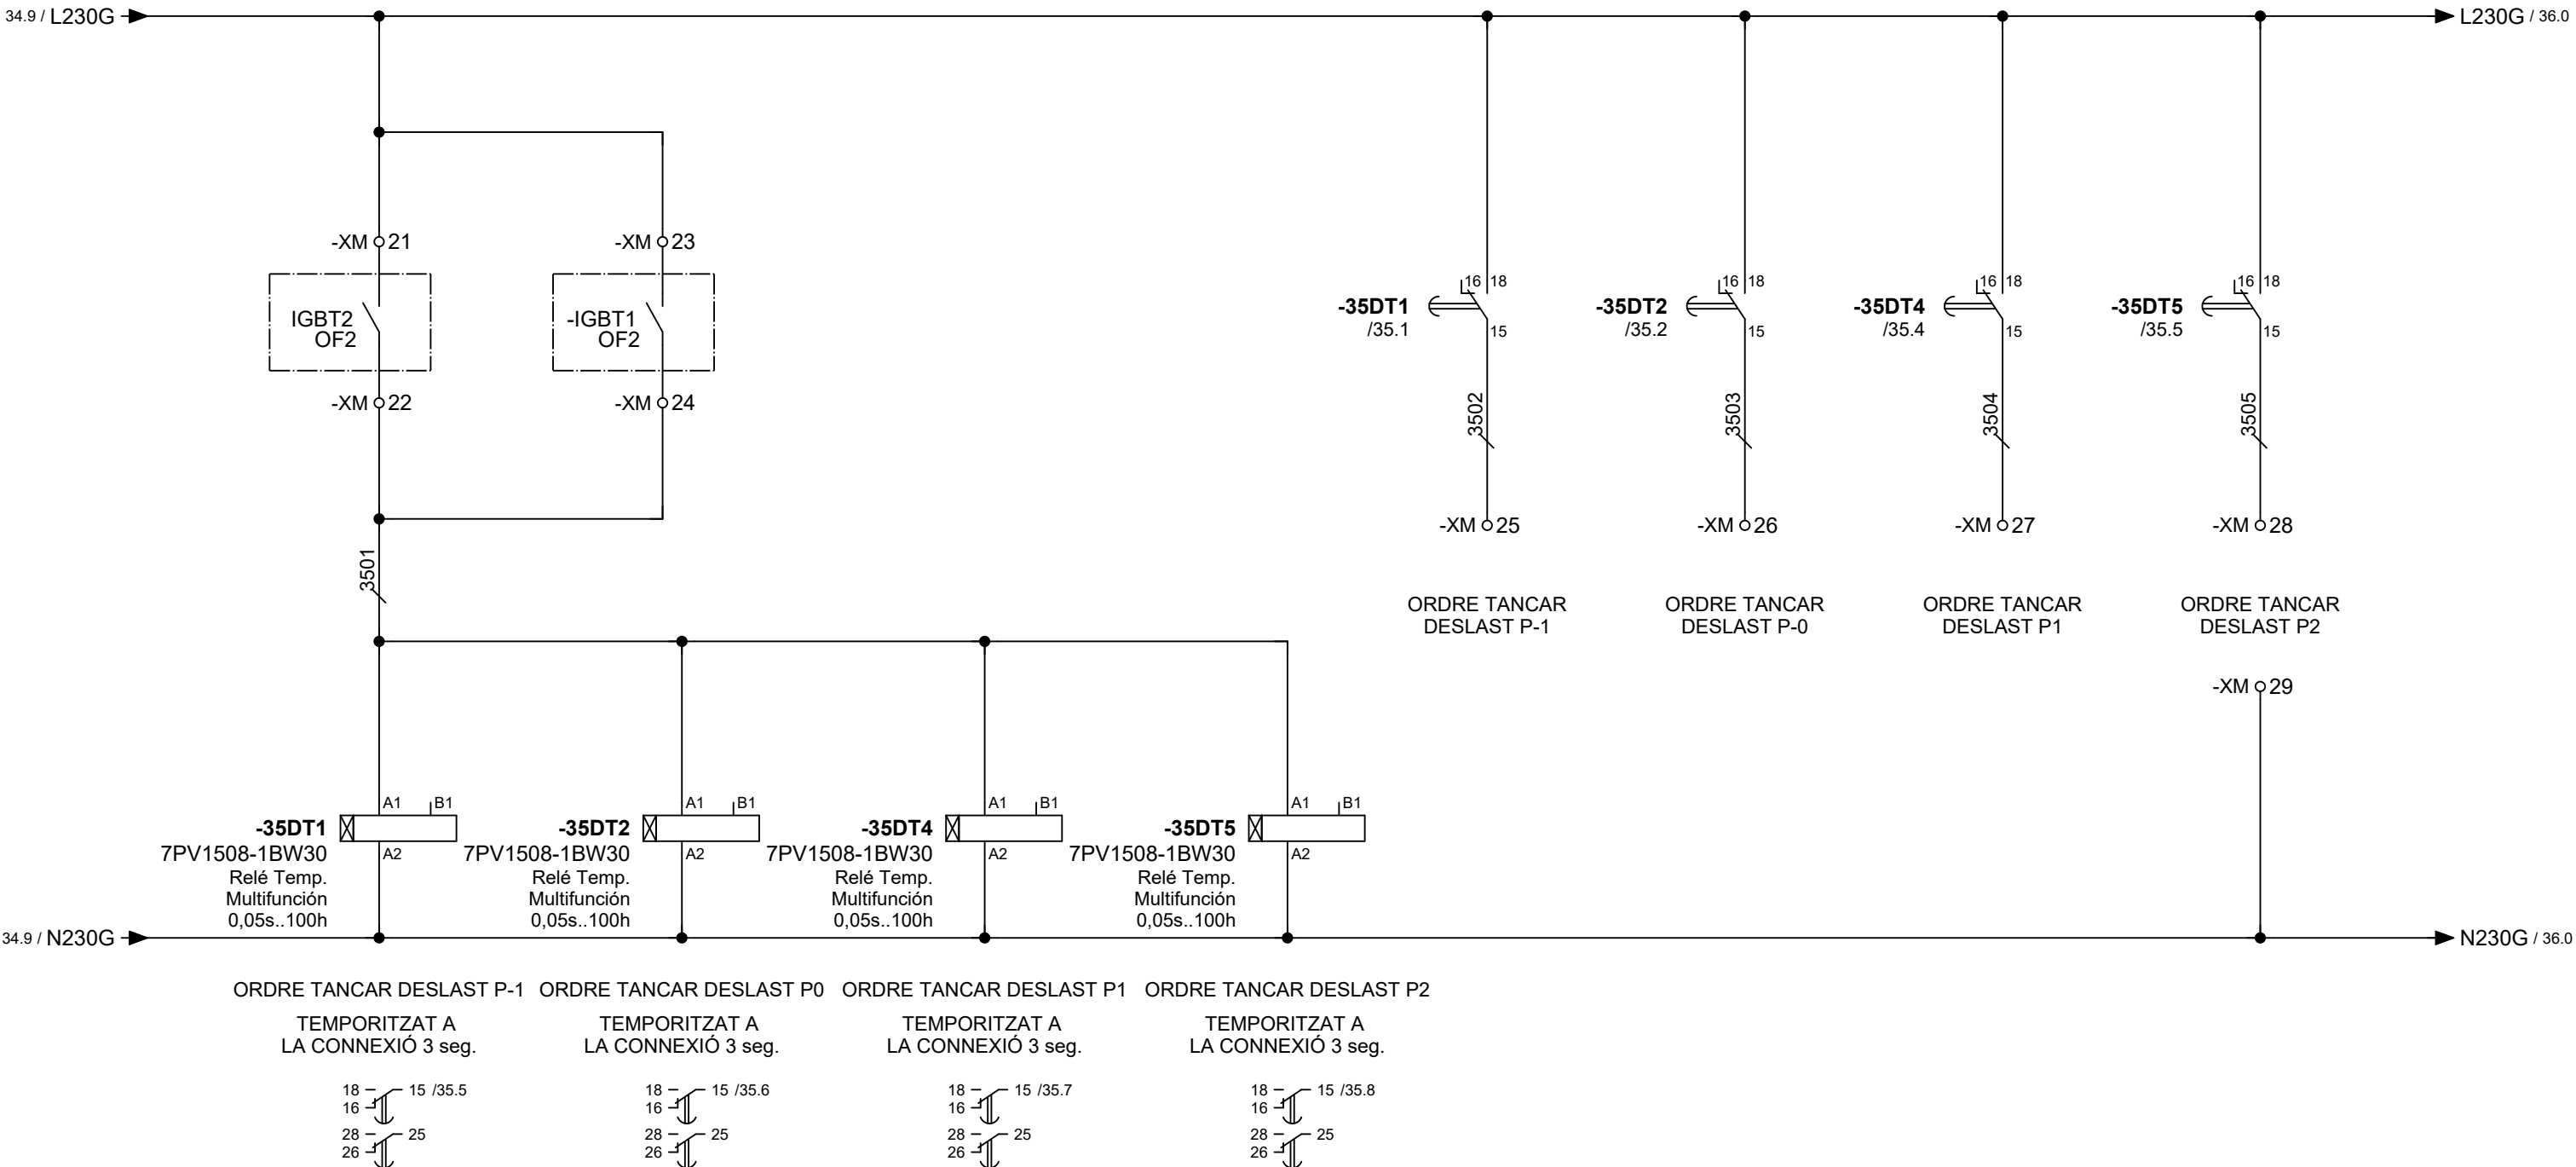 34.9 / L230G
L230G / 36.0
-XM 21
-XM 23
IGBT2
OF2
-IGBT1
OF2
-XM 22
-XM 24
16 18
-35DT1
/35.1
15
16 18
-35DT2
/35.2
15
16 18
-35DT4
/35.4
15
16 18
-35DT5
/35.5
15
3502
3503
3504
3505
-XM 25
-XM 26
-XM 27
-XM 28
3501
ORDRE TANCAR
DESLAST P-1
ORDRE TANCAR
DESLAST P-0
ORDRE TANCAR
DESLAST P1
ORDRE TANCAR
DESLAST P2
-XM 29
A1 B1
-35DT1
7PV1508-1BW30
A2
Relé Temp.
Multifunción
0,05s..100h
A1 B1
-35DT2
7PV1508-1BW30
A2
Relé Temp.
Multifunción
0,05s..100h
A1 B1
-35DT4
7PV1508-1BW30
A2
Relé Temp.
Multifunción
0,05s..100h
A1 B1
-35DT5
7PV1508-1BW30
A2
Relé Temp.
Multifunción
0,05s..100h
34.9 / N230G
N230G / 36.0
ORDRE TANCAR DESLAST P-1
TEMPORITZAT A
LA CONNEXIÓ 3 seg.
18 15 /35.5
16
28 25
26
ORDRE TANCAR DESLAST P0
TEMPORITZAT A
LA CONNEXIÓ 3 seg.
18 15 /35.6
16
28 25
26
ORDRE TANCAR DESLAST P1
TEMPORITZAT A
LA CONNEXIÓ 3 seg.
18 15 /35.7
16
28 25
26
ORDRE TANCAR DESLAST P2
TEMPORITZAT A
LA CONNEXIÓ 3 seg.
18 15 /35.8
16
28 25
26